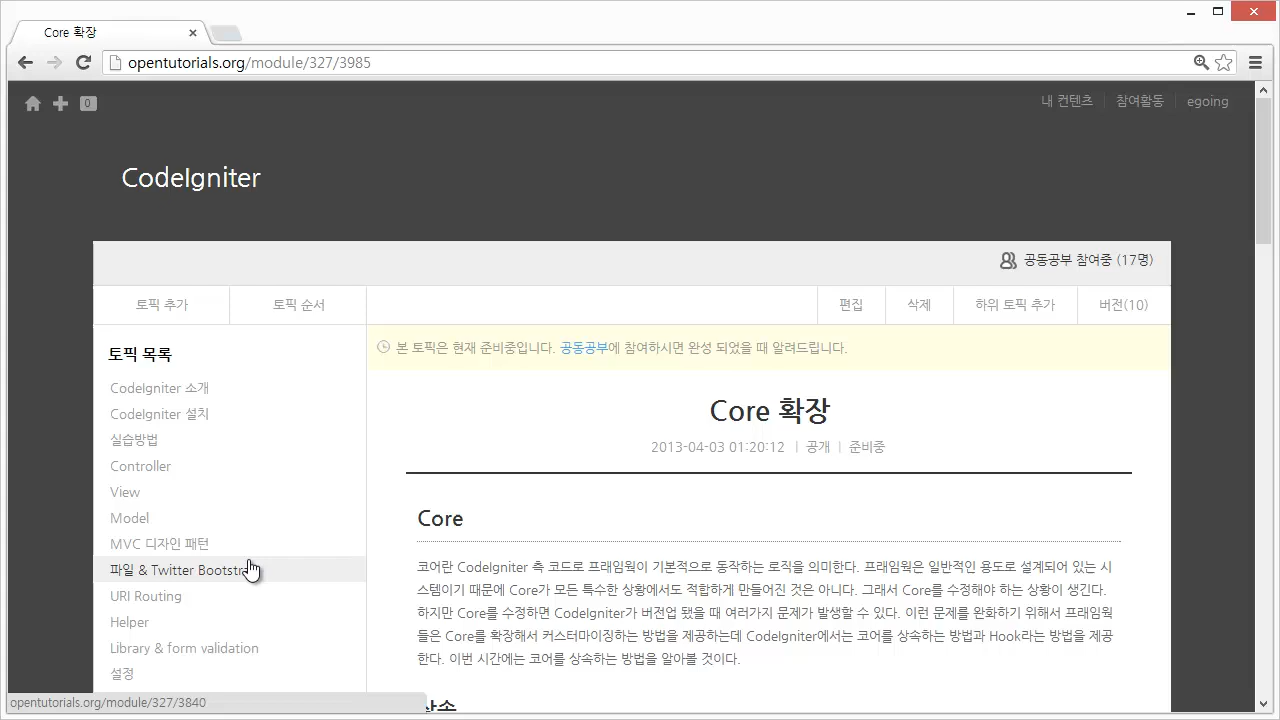 Core 확장
opentutorials.org/module/327/3985
0
내 컨텐츠
참여활동
egoing
CodeIgniter
공동공부 참여중 (17명)
토픽 추가
토픽 순서
편집
삭제
하위 토픽 추가
버전(10)
토픽 목록
CodeIgniter 소개
CodeIgniter 설치
실습방법
Controller
View
Model
MVC 디자인 패턴
파일 & Twitter
URI Routing
Helper
Library & form validation
설정
본 토픽은 현재 준비중입니다. 공동공부에 참여하시면 완성 되었을 때 알려드립니다.
Core 확장
2013-04-03 01:20:12 | 공개 | 준비중
Core
코어란 CodeIgniter 측 코드로 프래임웍이 기본적으로 동작하는 로직을 의미한다. 프래임웍은 일반적인 용도로 설계되어 있는 시
스템이기 때문에 Core가 모든 특수한 상황에서도 적합하게 만들어진 것은 아니다. 그래서 Core를 수정해야 하는 상황이 생긴다.
하지만 Core를 수정하면 CodeIgniter가 버전업 됐을 때 여러가지 문제가 발생할 수 있다. 이런 문제를 완화하기 위해서 프래임웍
들은 Core를 확장해서 커스터마이징하는 방법을 제공하는데 CodeIgniter에서는 코어를 상속하는 방법과 Hook라는 방법을 제공
한다. 이번 시간에는 코어를 상속하는 방법을 알아볼 것이다.
opentutorials.org/module/327/3840